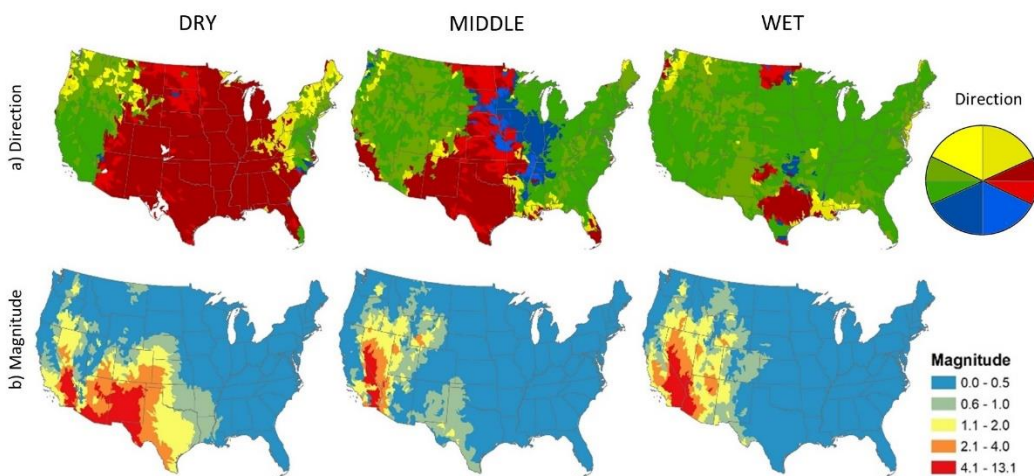 DRY
MIDDLE
WET
a) Direction
Direction
b) Magnitude
Magnitude
0.0 - 0.5
0.6 - 1.0
1.1 - 2.0
2.1 - 4.0
4.1 - 13.1